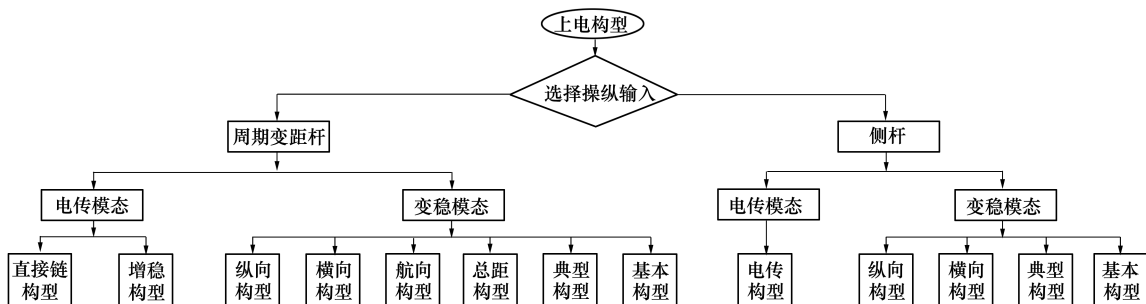 上电构型
选择操纵输入
周期变距杆
侧杆
电传模态
变稳模态
电传模态
变稳模态
直接链
构型
增稳
构型
纵向
构型
横向
构型
航向
构型
总距
构型
典型
构型
基本
构型
电传
构型
纵向
构型
横向
构型
典型
构型
基本
构型